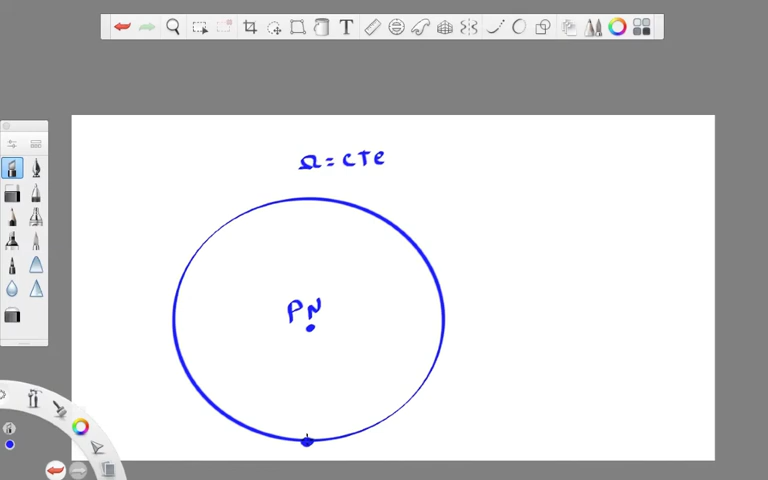 Ω = cTe
PN